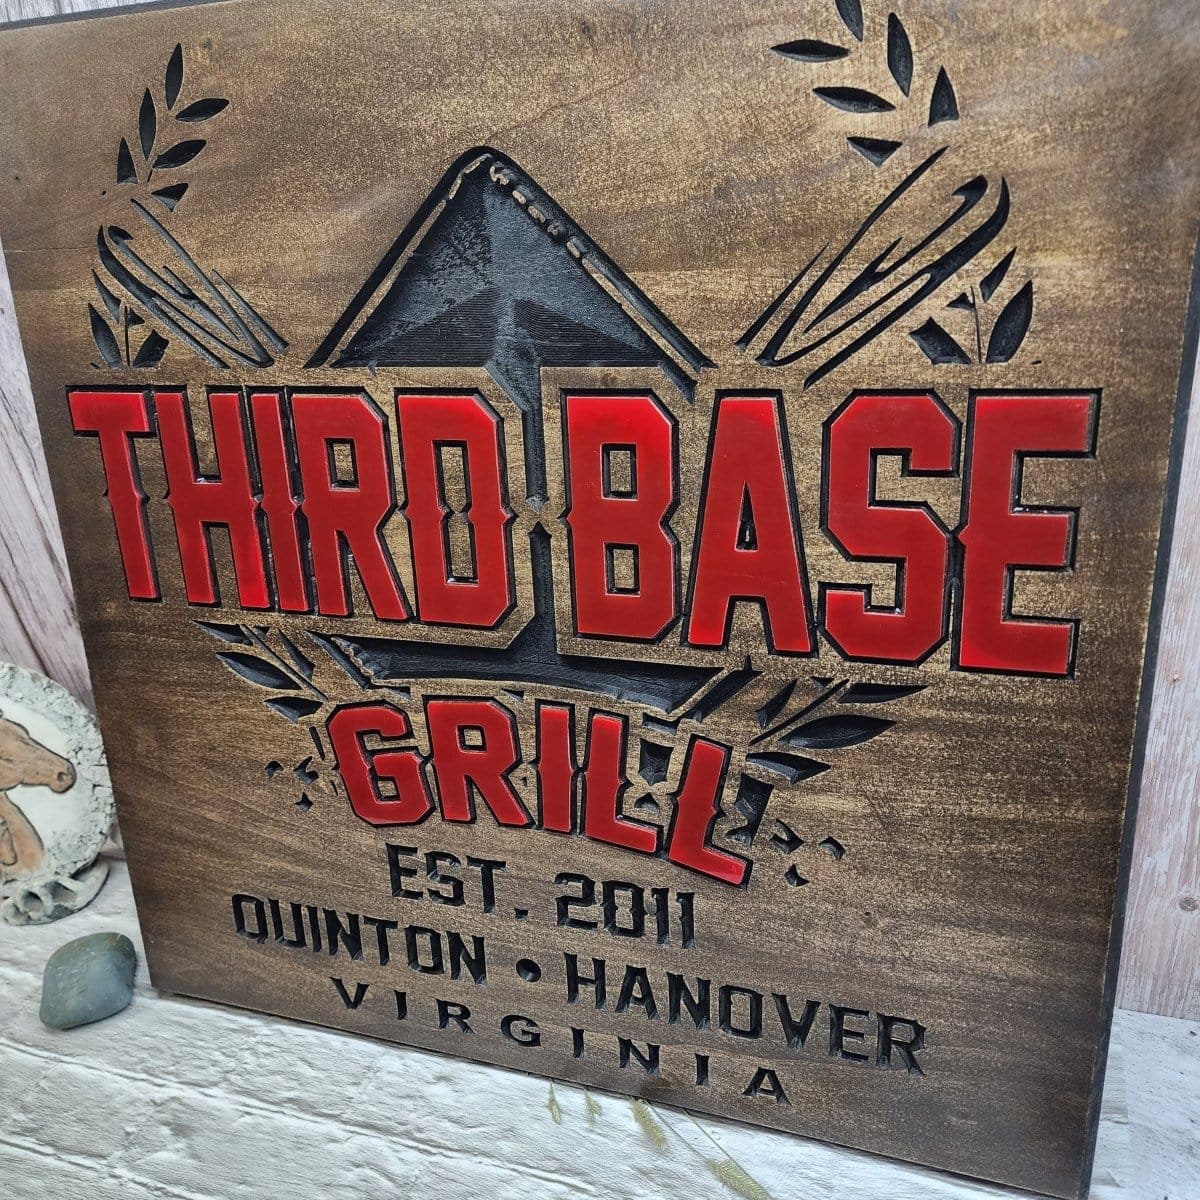 THIRD BASE
GRILL
EST. 2011
QUINTON • HANOVER
VIRGINIA